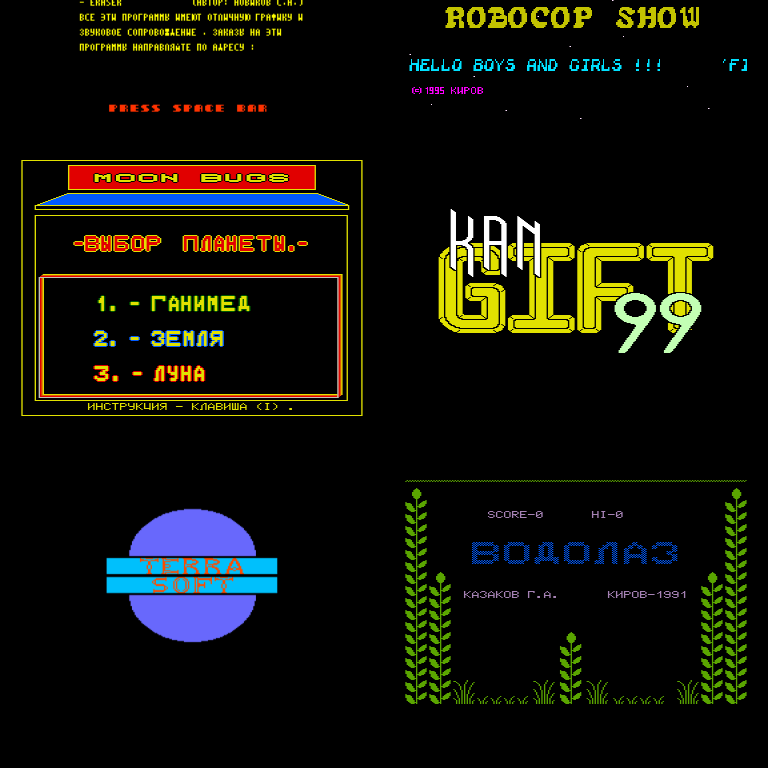 - ERASER (АВТОР: НОВИКОВ С.А.)
ВСЕ ЭТИ ПРОГРАММЫ ИМЕЮТ ОТЛИЧНУЮ ГРАФИКУ И
ЗВУКОВОЕ СОПРОВОЖДЕНИЕ . ЗАКАЗЫ НА ЭТИ
ПРОГРАММЫ НАПРАВЛЯЙТЕ ПО АДРЕСУ :
PRESS SPACE BAR
ROBOCOP SHOW
HELLO BOYS AND GIRLS !!!
(C)1995 КИРОВ
MOON BUGS
-ВЫБОР ПЛАНЕТЫ.-
1. - ГАНИМЕД
2. - ЗЕМЛЯ
3. - ЛУНА
ИНСТРУКЦИЯ - КЛАВИША (I) .
KAN
GIFT
99
TERRA
SOFT
SCORE-0 HI-0
ВОДОЛАЗ
КАЗАКОВ Г.А. КИРОВ-1991